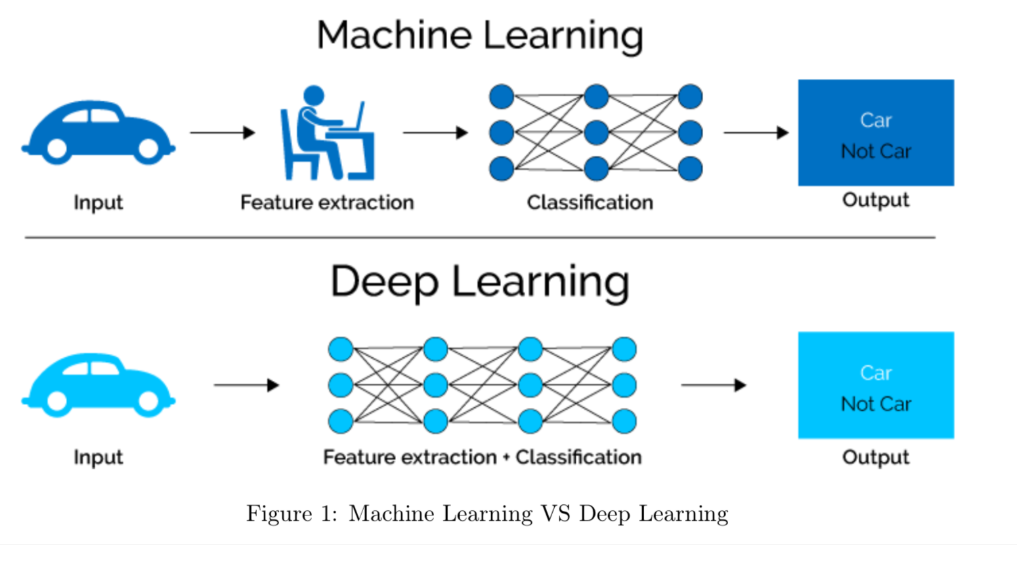 Machine Learning
Car
Not Car
Input
Feature extraction
Classification
Output
Deep Learning
Car
Not Car
Input
Feature extraction + Classification
Output
Figure 1: Machine Learning VS Deep Learning